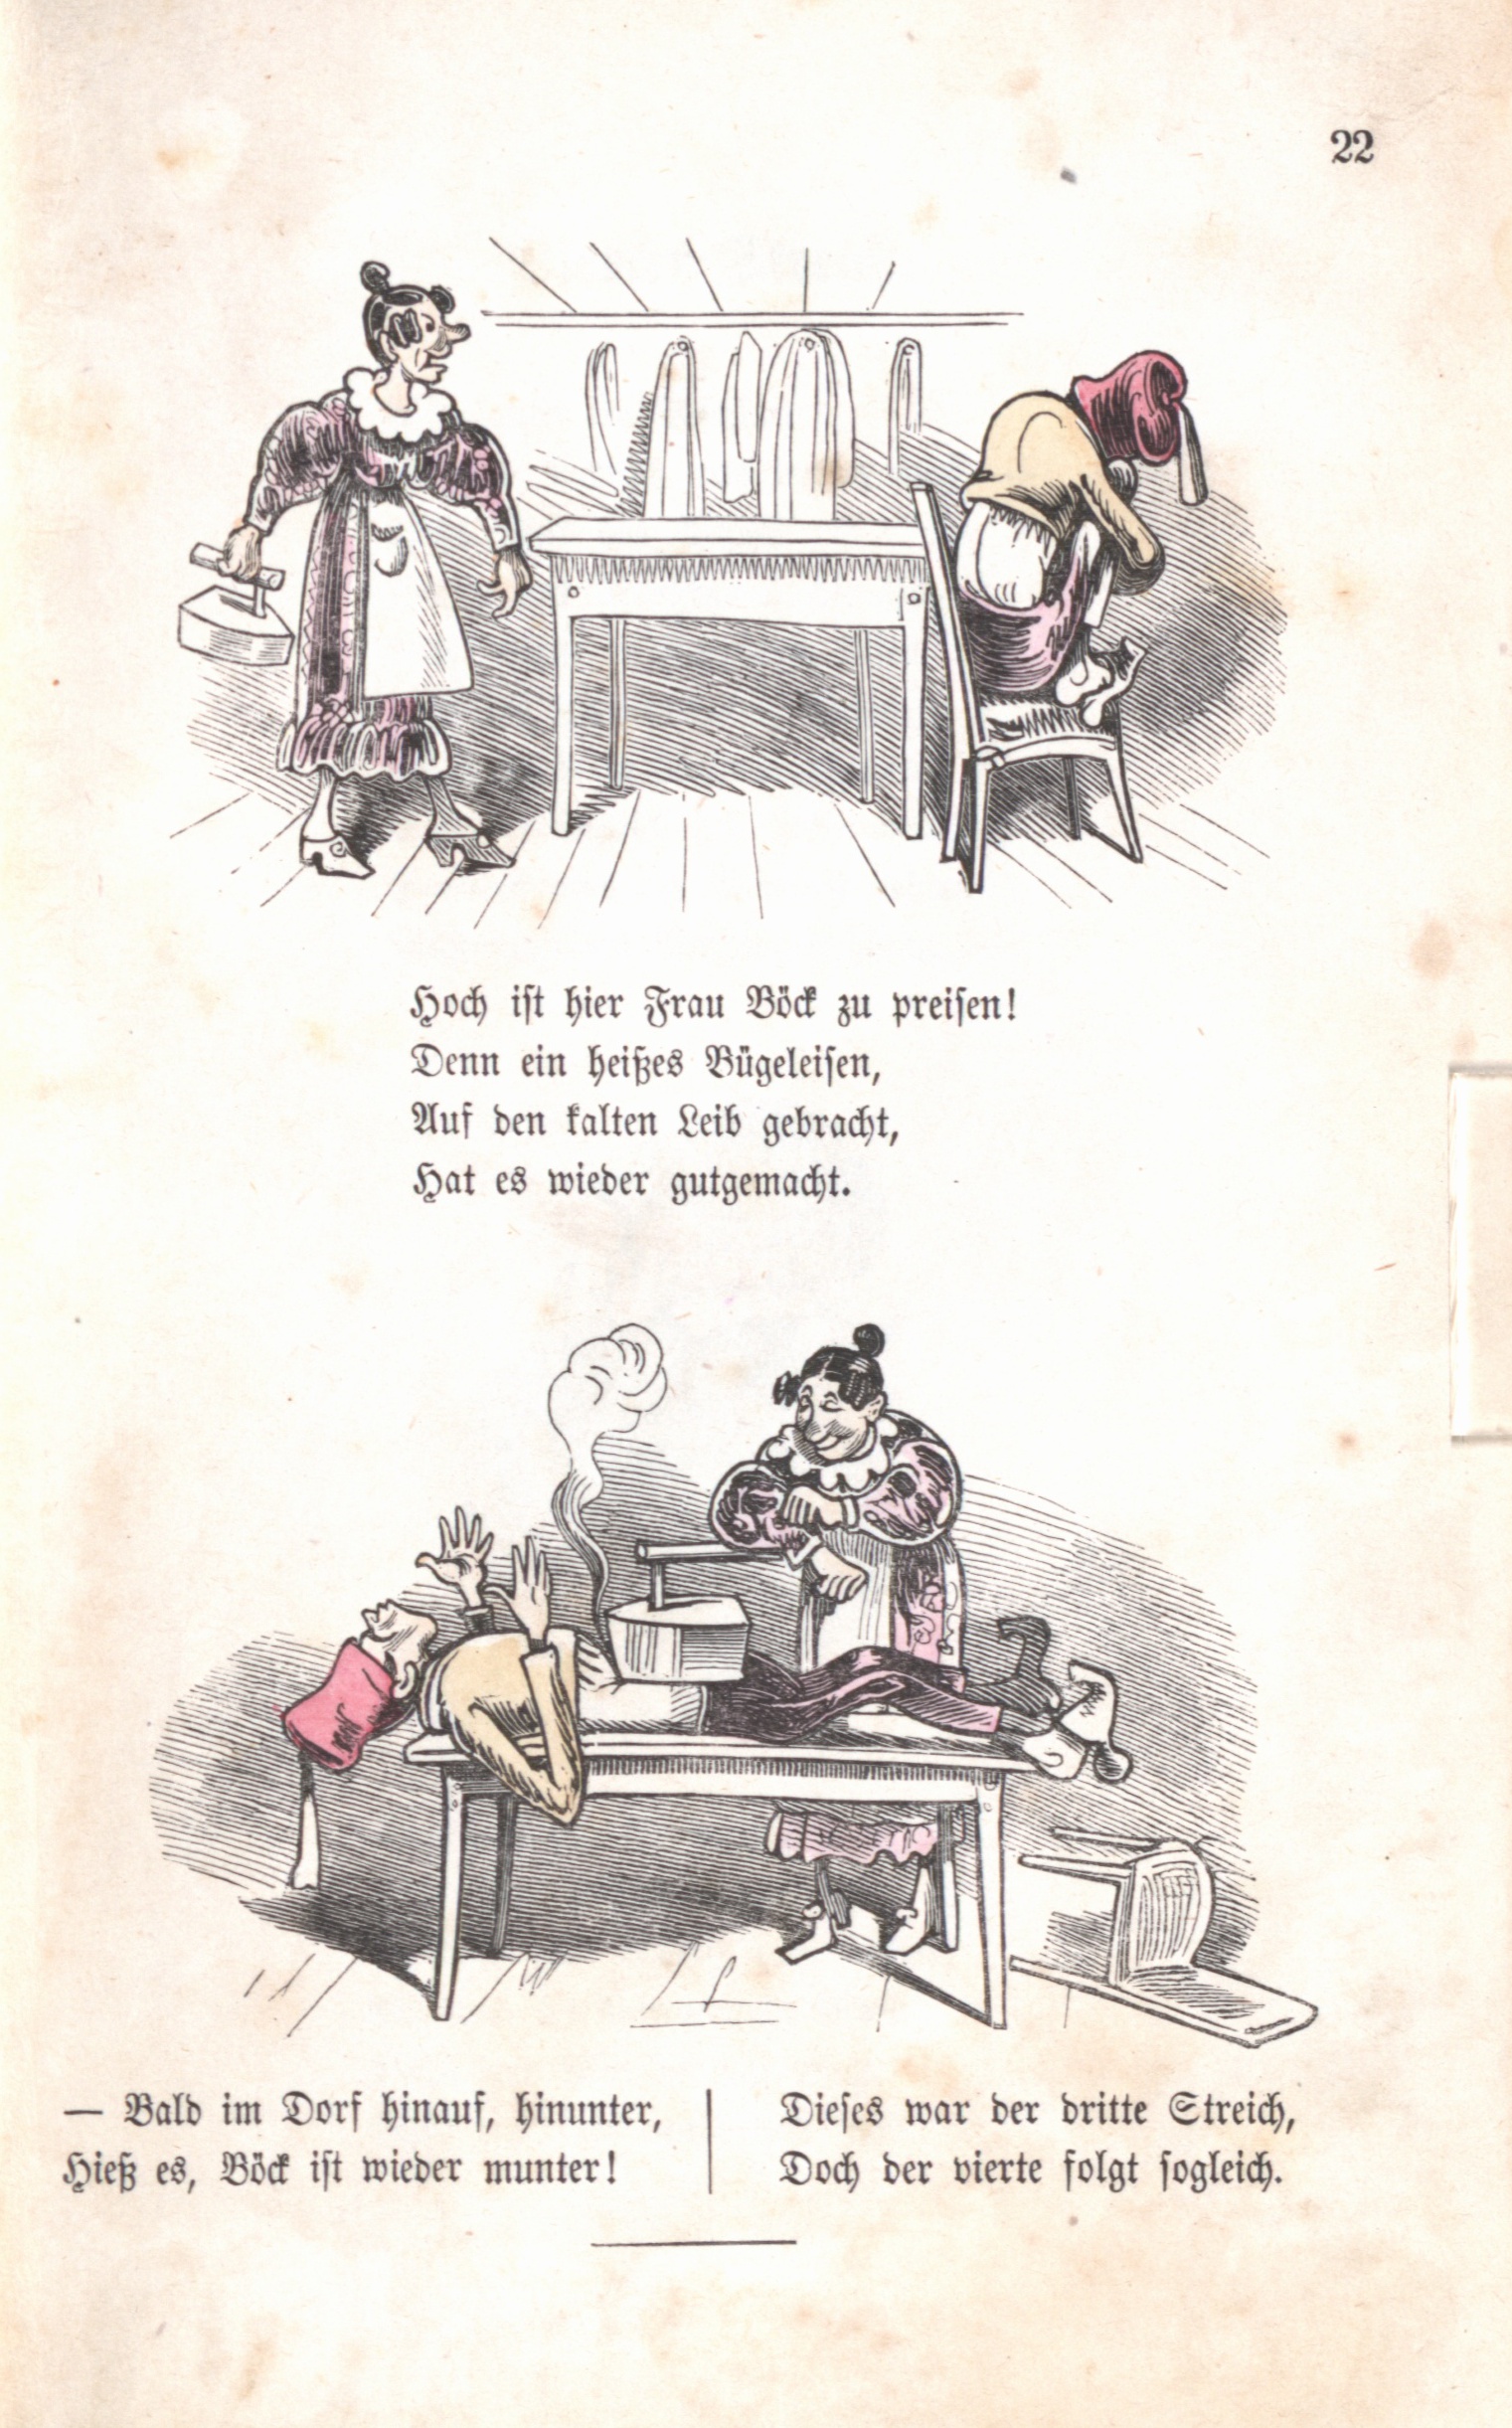 22
Hoch ist hier Frau Böck zu preisen!
Denn ein heißes Bügeleisen,
Auf den kalten Leib gebracht,
Hat es wieder gutgemacht.
— Bald im Dorf hinauf, hinunter,
Hieß es, Böck ist wieder munter!
Dieses war der dritte Streich,
Doch der vierte folgt sogleich.